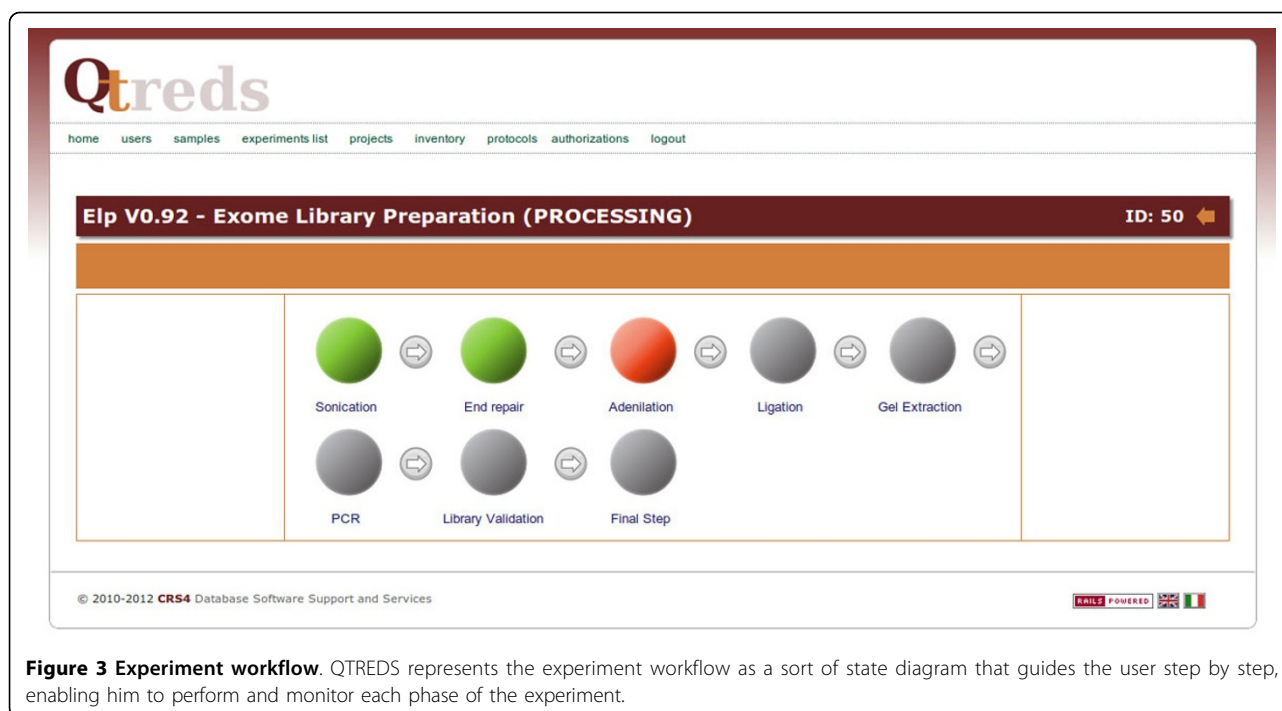 Qtreds
home users samples experiments list projects inventory protocols authorizations logout
Elp V0.92 - Exome Library Preparation (PROCESSING) ID: 50
Sonication End repair Adenilation Ligation Gel Extraction
PCR Library Validation Final Step
© 2010-2012 CRS4 Database Software Support and Services
RAILS POWERED
Figure 3 Experiment workflow. QTREDS represents the experiment workflow as a sort of state diagram that guides the user step by step,
enabling him to perform and monitor each phase of the experiment.